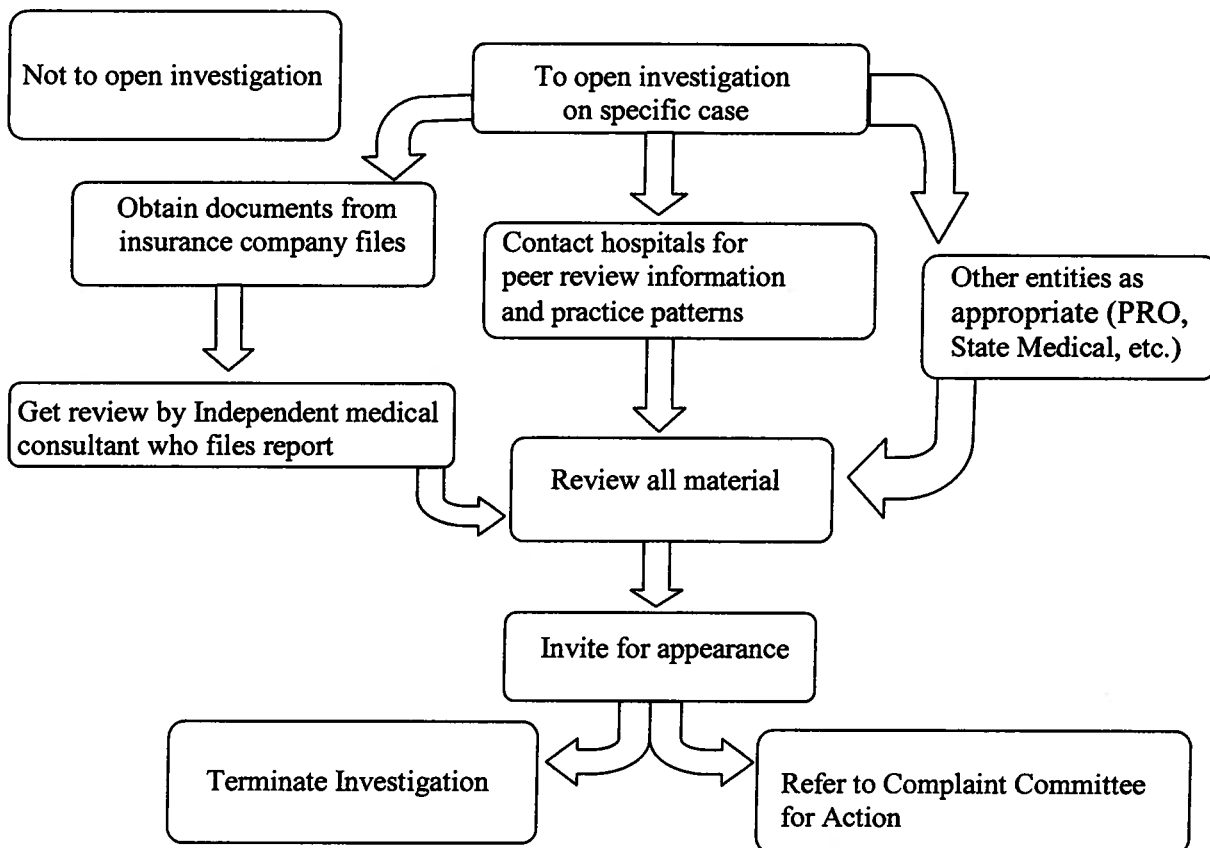 Not to open investigation
To open investigation
on specific case
Obtain documents from
insurance company files
Contact hospitals for
peer review information
and practice patterns
Other entities as
appropriate (PRO,
State Medical, etc.)
Get review by Independent medical
consultant who files report
Review all material
Invite for appearance
Terminate Investigation
Refer to Complaint Committee
for Action